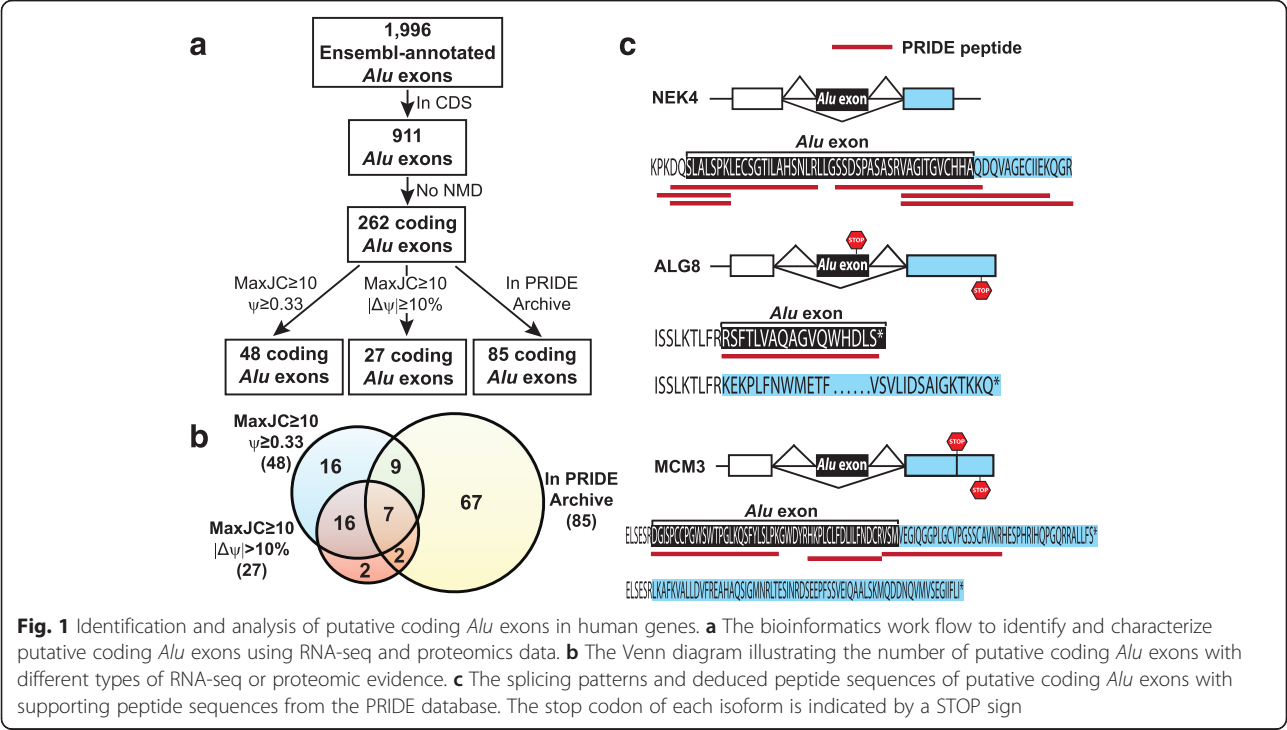 a
1,996
Ensembl-annotated
Alu exons
In CDS
911
Alu exons
No NMD
262 coding
Alu exons
MaxJC≥10
ψ≥0.33
MaxJC≥10
|Δψ|≥10%
In PRIDE
Archive
48 coding
Alu exons
27 coding
Alu exons
85 coding
Alu exons
b
MaxJC≥10
ψ≥0.33
(48)
16
9
67
In PRIDE
Archive
(85)
16
7
MaxJC≥10
|Δψ|>10%
(27)
2
2
c
PRIDE peptide
NEK4
Alu exon
Alu exon
KPKDQSLALSPKLECSGTILAHSNLRLLGSSDSPASASRVAGITGVCHHAQDQVAGECIIEKQGR
STOP
ALG8
Alu exon
STOP
Alu exon
ISSLKTLFRRSFTLVAQAGVQWHDLS*
ISSLKTLFRKEKPLFNWMETF......VSVLIDSAIGKTKKQ*
STOP
MCM3
Alu exon
STOP
Alu exon
ELSESRDGISPCCPGWSWTPGLKQSFYLSLPKGWDYRHKPLCLFDLILFNDCRVSMVEGIQGGPLGCVPGSSCAVNRHESPHRIHQPGQRRALLFS*
ELSESRLKAFKVALLDVFREAHAQSIGMNRLTESINRDSEEPFSSVEIQAALSKMQDDNQVMVSEGIIFLI*
Fig. 1 Identification and analysis of putative coding Alu exons in human genes. a The bioinformatics work flow to identify and characterize
putative coding Alu exons using RNA-seq and proteomics data. b The Venn diagram illustrating the number of putative coding Alu exons with
different types of RNA-seq or proteomic evidence. c The splicing patterns and deduced peptide sequences of putative coding Alu exons with
supporting peptide sequences from the PRIDE database. The stop codon of each isoform is indicated by a STOP sign